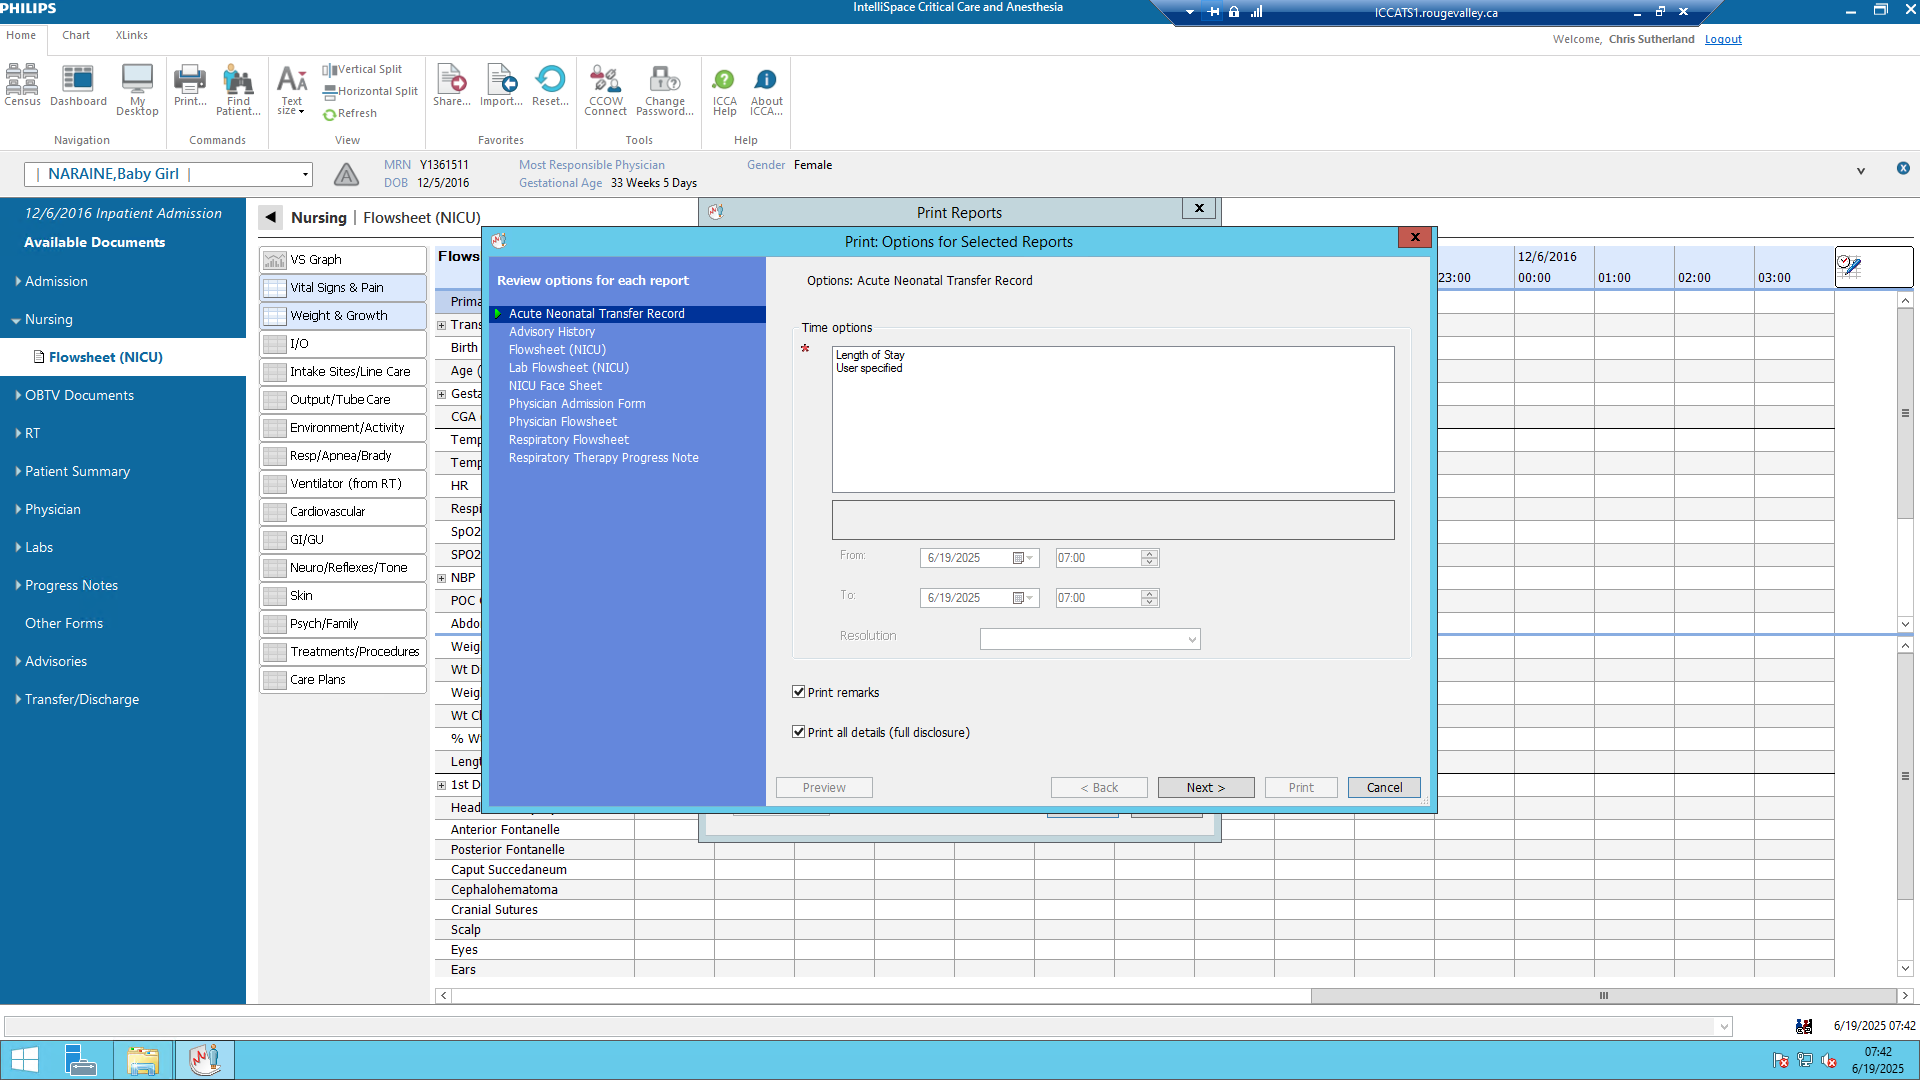 PHILIPS
IntelliSpace Critical Care and Anesthesia
ICCATS1.rougevalley.ca
Home
Chart
XLinks
Welcome, Chris Sutherland Logout
Census
Dashboard
My Desktop
Print...
Find Patient...
Text size
Vertical Split
Horizontal Split
Refresh
Share...
Import...
Reset...
CCOW Connect
Change Password...
ICCA Help
About ICCA...
Navigation
Commands
View
Favorites
Tools
Help
| NARAINE,Baby Girl |
MRN Y1361511
DOB 12/5/2016
Most Responsible Physician
Gestational Age 33 Weeks 5 Days
Gender Female
12/6/2016 Inpatient Admission
Available Documents
Admission
Nursing
Flowsheet (NICU)
OBTV Documents
RT
Patient Summary
Physician
Labs
Progress Notes
Other Forms
Advisories
Transfer/Discharge
Nursing | Flowsheet (NICU)
VS Graph
Vital Signs & Pain
Weight & Growth
I/O
Intake Sites/Line Care
Output/Tube Care
Environment/Activity
Resp/Apnea/Brady
Ventilator (from RT)
Cardiovascular
GI/GU
Neuro/Reflexes/Tone
Skin
Psych/Family
Treatments/Procedures
Care Plans
Flows
Prima
Trans
Birth
Age (
Gesta
CGA
Temp
Temp
HR
Respi
SpO2
SPO2
NBP
POC
Abdo
Weig
Wt D
Weig
Wt Cl
% W
Lengt
1st D
Head
Anterior Fontanelle
Posterior Fontanelle
Caput Succedaneum
Cephalohematoma
Cranial Sutures
Scalp
Eyes
Ears
12/6/2016
23:00
00:00
01:00
02:00
03:00
Print Reports
x
Print: Options for Selected Reports
x
Review options for each report
Acute Neonatal Transfer Record
Advisory History
Flowsheet (NICU)
Lab Flowsheet (NICU)
NICU Face Sheet
Physician Admission Form
Physician Flowsheet
Respiratory Flowsheet
Respiratory Therapy Progress Note
Options: Acute Neonatal Transfer Record
Time options
*
Length of Stay
User specified
From: 6/19/2025 07:00
To: 6/19/2025 07:00
Resolution
Print remarks
Print all details (full disclosure)
Preview
< Back
Next >
Print
Cancel
6/19/2025 07:42
07:42
6/19/2025